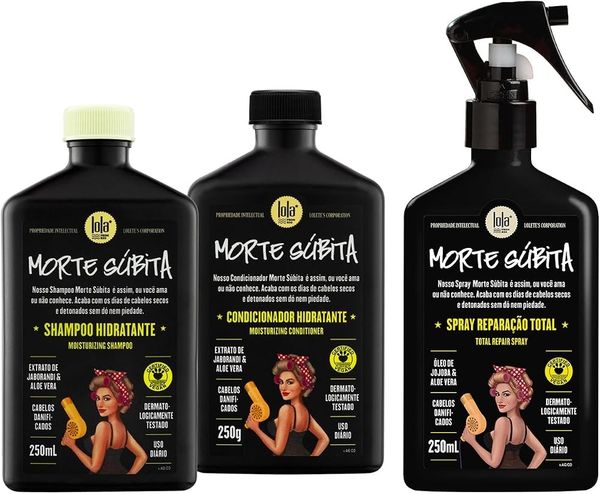 PROPRIEDADE INTELECTUAL
lola
LOLETE'S CORPORATION
MORTE SÚBITA
Nosso Shampoo Morte Súbita é assim, ou você ama
ou não conhece. Acaba com os dias de cabelos secos
e detonados sem dó nem piedade.
SHAMPOO HIDRATANTE
MOISTURIZING SHAMPOO
EXTRATO DE
JABORANDI &
ALOE VERA
CABELOS
DANIFI-
CADOS
250mL
DERMATO-
LOGICAMENTE
TESTADO
USO
DIÁRIO
PROPRIEDADE INTELECTUAL
lola
LOLETE'S CORPORATION
MORTE SÚBITA
Nosso Condicionador Morte Súbita é assim, ou você ama
ou não conhece. Acaba com os dias de cabelos secos
e detonados sem dó nem piedade.
CONDICIONADOR HIDRATANTE
MOISTURIZING CONDITIONER
EXTRATO DE
JABORANDI &
ALOE VERA
CABELOS
DANIFI-
CADOS
250g
DERMATO-
LOGICAMENTE
TESTADO
USO
DIÁRIO
PROPRIEDADE INTELECTUAL
lola
LOLETE'S CORPORATION
MORTE SÚBITA
Nosso Spray Morte Súbita é assim, ou você ama
ou não conhece. Acaba com os dias de cabelos secos
e detonados sem dó nem piedade.
SPRAY REPARAÇÃO TOTAL
TOTAL REPAIR SPRAY
ÓLEO DE
JOJOBA &
ALOE VERA
CABELOS
DANIFI-
CADOS
250mL
DERMATO-
LOGICAMENTE
TESTADO
USO
DIÁRIO